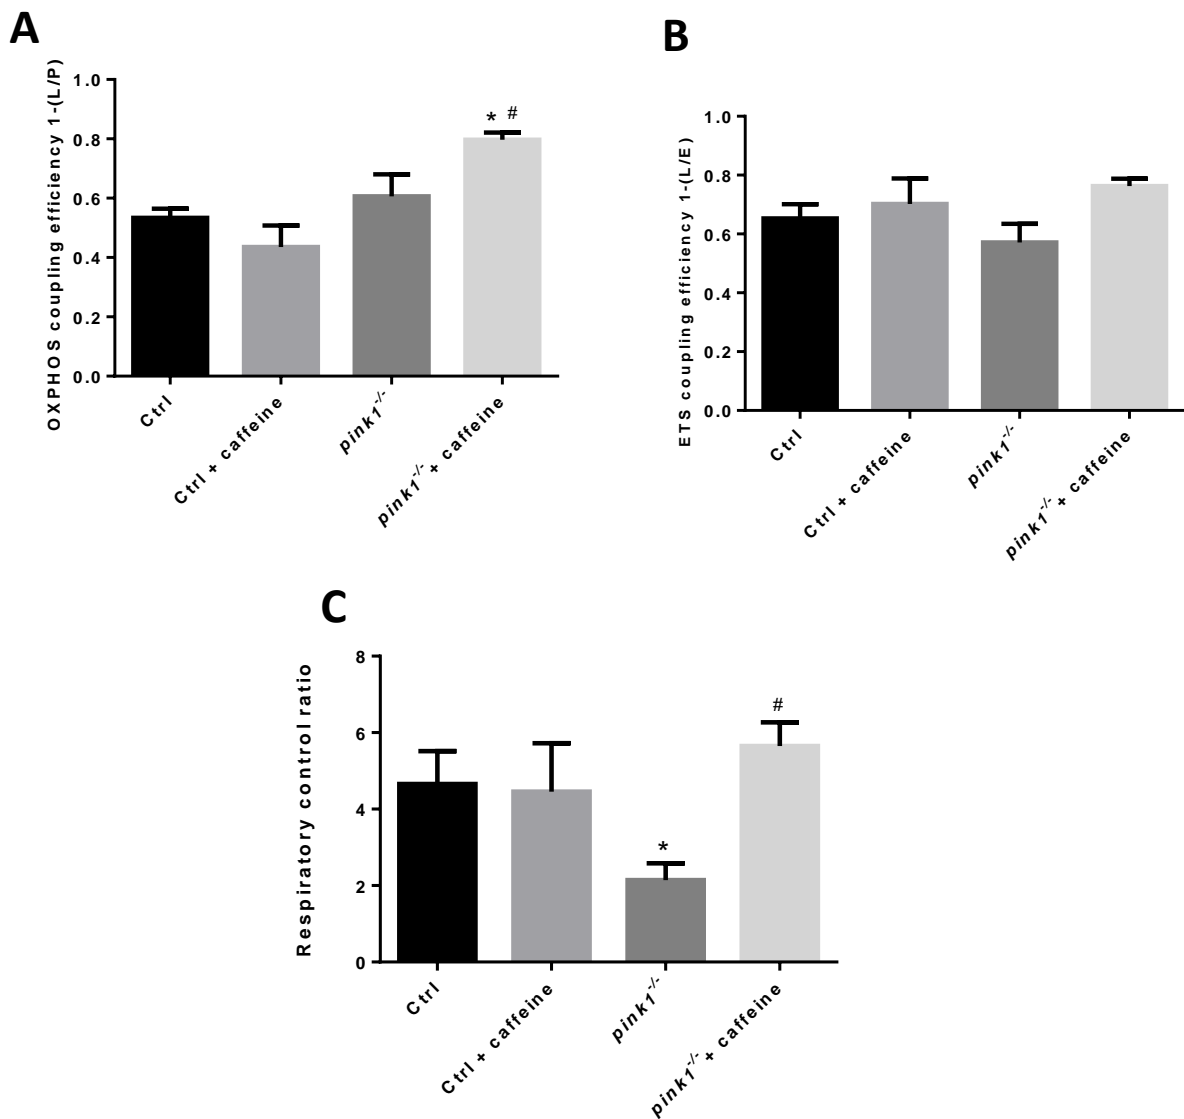 A
OXPHOS coupling efficiency 1-(L/P)
1.0
0.8
0.6
0.4
0.2
0.0
* #
Ctrl
Ctrl + caffeine
pink1-/-
pink1-/- + caffeine
B
ETS coupling efficiency 1-(L/E)
1.0
0.8
0.6
0.4
0.2
0.0
Ctrl
Ctrl + caffeine
pink1-/-
pink1-/- + caffeine
C
Respiratory control ratio
8
6
4
2
0
*
#
Ctrl
Ctrl + caffeine
pink1-/-
pink1-/- + caffeine